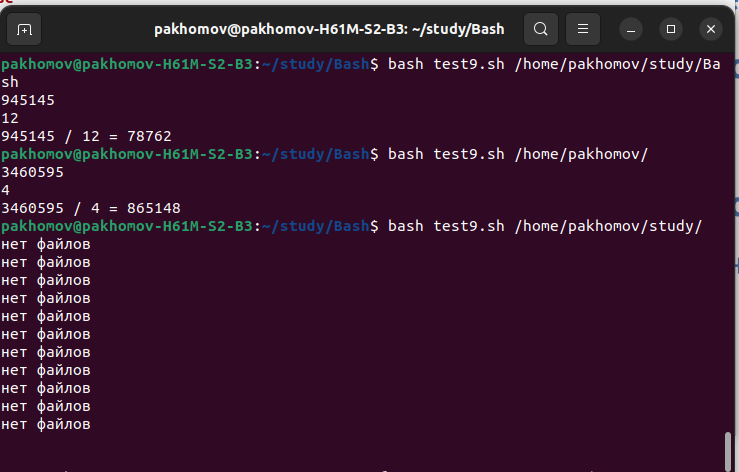 pakhomov@pakhomov-H61M-S2-B3: ~/study/Bash
pakhomov@pakhomov-H61M-S2-B3:~/study/Bash$ bash test9.sh /home/pakhomov/study/Ba
sh
945145
12
945145 / 12 = 78762
pakhomov@pakhomov-H61M-S2-B3:~/study/Bash$ bash test9.sh /home/pakhomov/
3460595
4
3460595 / 4 = 865148
pakhomov@pakhomov-H61M-S2-B3:~/study/Bash$ bash test9.sh /home/pakhomov/study/
нет файлов
нет файлов
нет файлов
нет файлов
нет файлов
нет файлов
нет файлов
нет файлов
нет файлов
нет файлов
нет файлов